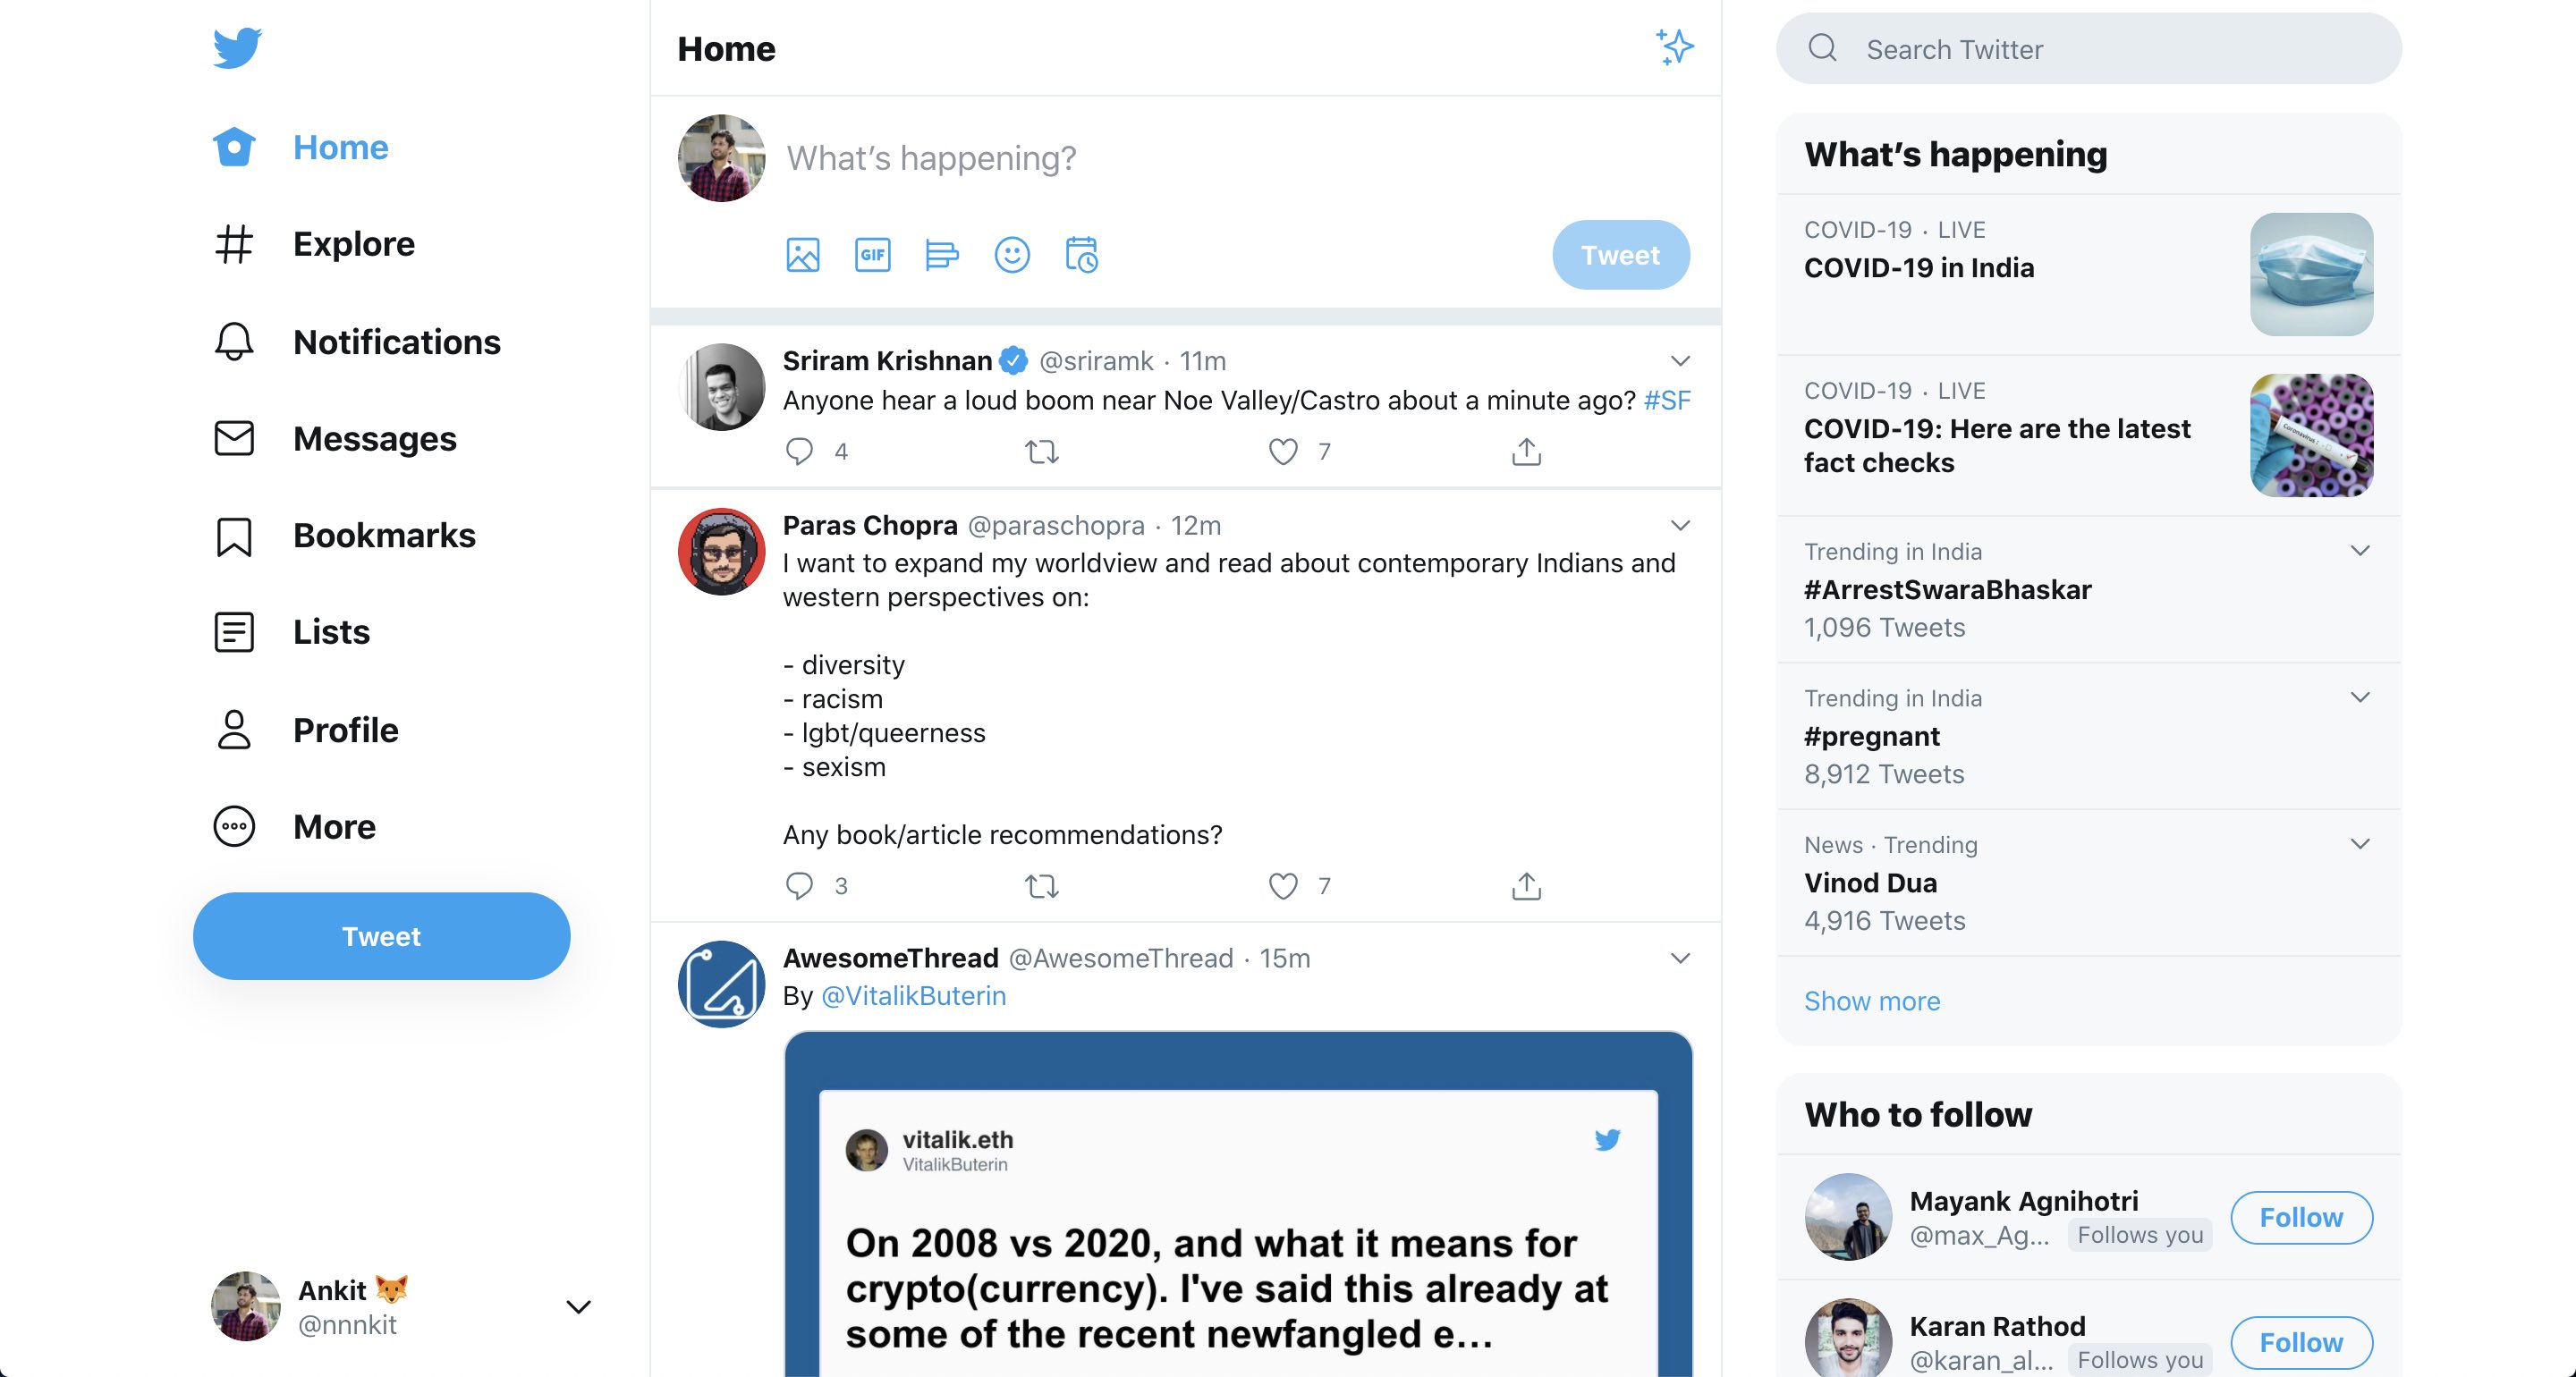 Home
Explore
Notifications
Messages
Bookmarks
Lists
Profile
More
Tweet
Ankit 🦊
@nnnkit
Home
What's happening?
GIF
Tweet
Sriram Krishnan @sriramk · 11m
Anyone hear a loud boom near Noe Valley/Castro about a minute ago? #SF
4 7
Paras Chopra @paraschopra · 12m
I want to expand my worldview and read about contemporary Indians and
western perspectives on:
- diversity
- racism
- lgbt/queerness
- sexism
Any book/article recommendations?
3 7
AwesomeThread @AwesomeThread · 15m
By @VitalikButerin
vitalik.eth
VitalikButerin
On 2008 vs 2020, and what it means for
crypto(currency). I've said this already at
some of the recent newfangled e...
Search Twitter
What's happening
COVID-19 · LIVE
COVID-19 in India
COVID-19 · LIVE
COVID-19: Here are the latest
fact checks
Coronavirus
Trending in India
#ArrestSwaraBhaskar
1,096 Tweets
Trending in India
#pregnant
8,912 Tweets
News · Trending
Vinod Dua
4,916 Tweets
Show more
Who to follow
Mayank Agnihotri
@max_Ag... Follows you
Follow
Karan Rathod
@karan_al... Follows you
Follow